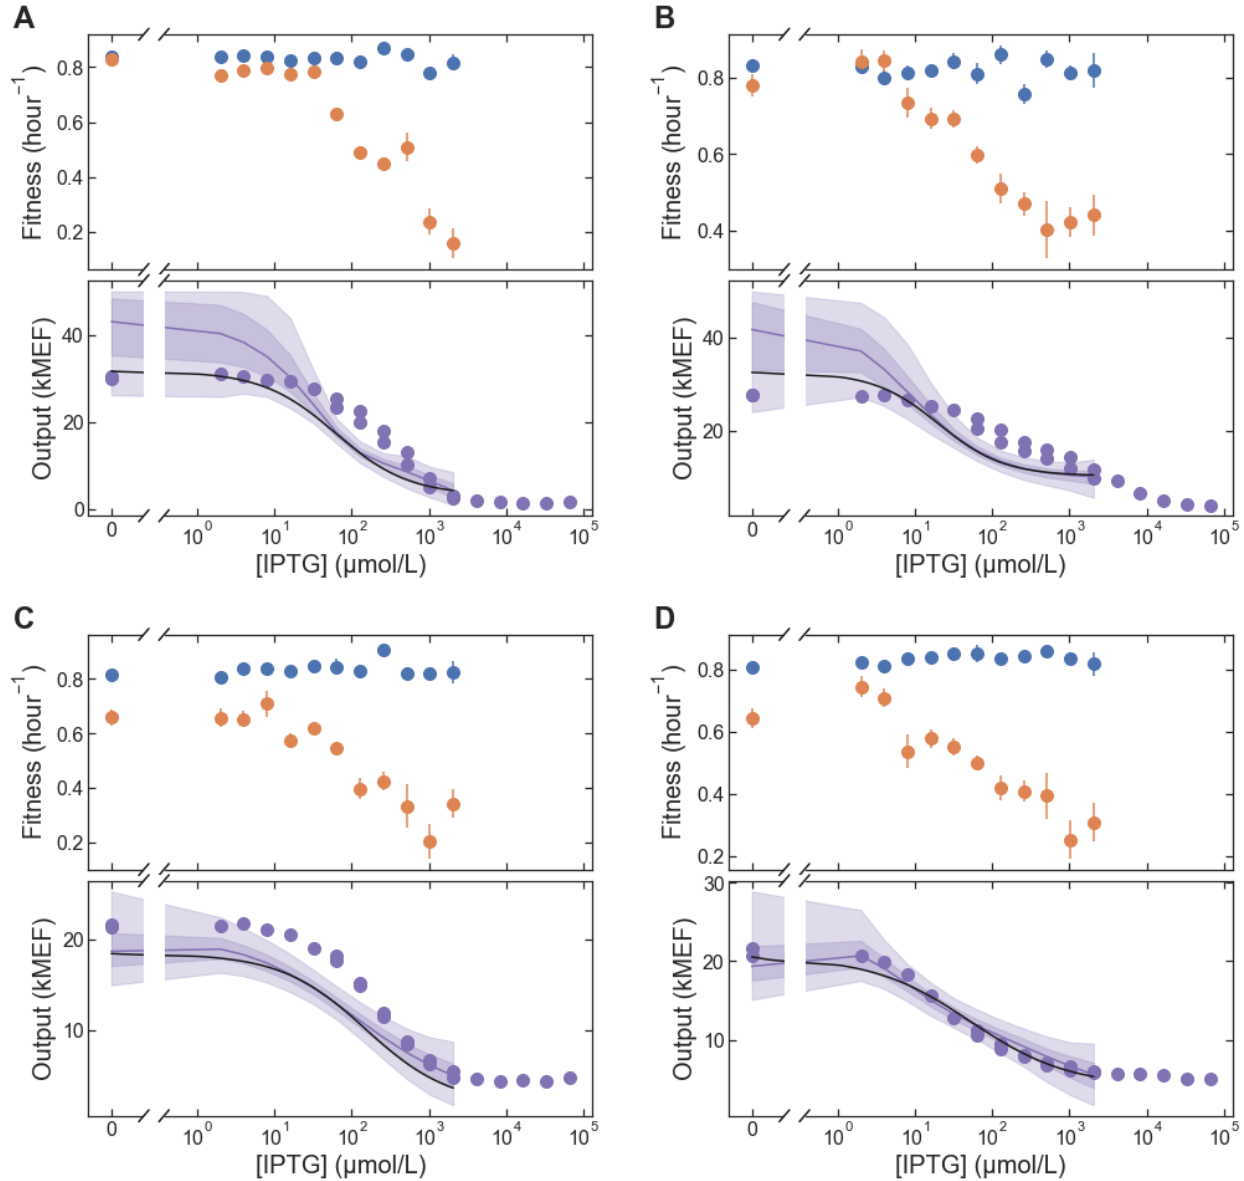 A
B
0.8
0.6
0.4
0.2
Fitness (hour⁻¹)
0.8
0.6
0.4
Fitness (hour⁻¹)
40
20
0
Output (kMEF)
40
20
Output (kMEF)
0 10⁰ 10¹ 10² 10³ 10⁴ 10⁵
[IPTG] (μmol/L)
0 10⁰ 10¹ 10² 10³ 10⁴ 10⁵
[IPTG] (μmol/L)
C
D
0.8
0.6
0.4
0.2
Fitness (hour⁻¹)
0.8
0.6
0.4
0.2
Fitness (hour⁻¹)
20
10
Output (kMEF)
30
20
10
Output (kMEF)
0 10⁰ 10¹ 10² 10³ 10⁴ 10⁵
[IPTG] (μmol/L)
0 10⁰ 10¹ 10² 10³ 10⁴ 10⁵
[IPTG] (μmol/L)